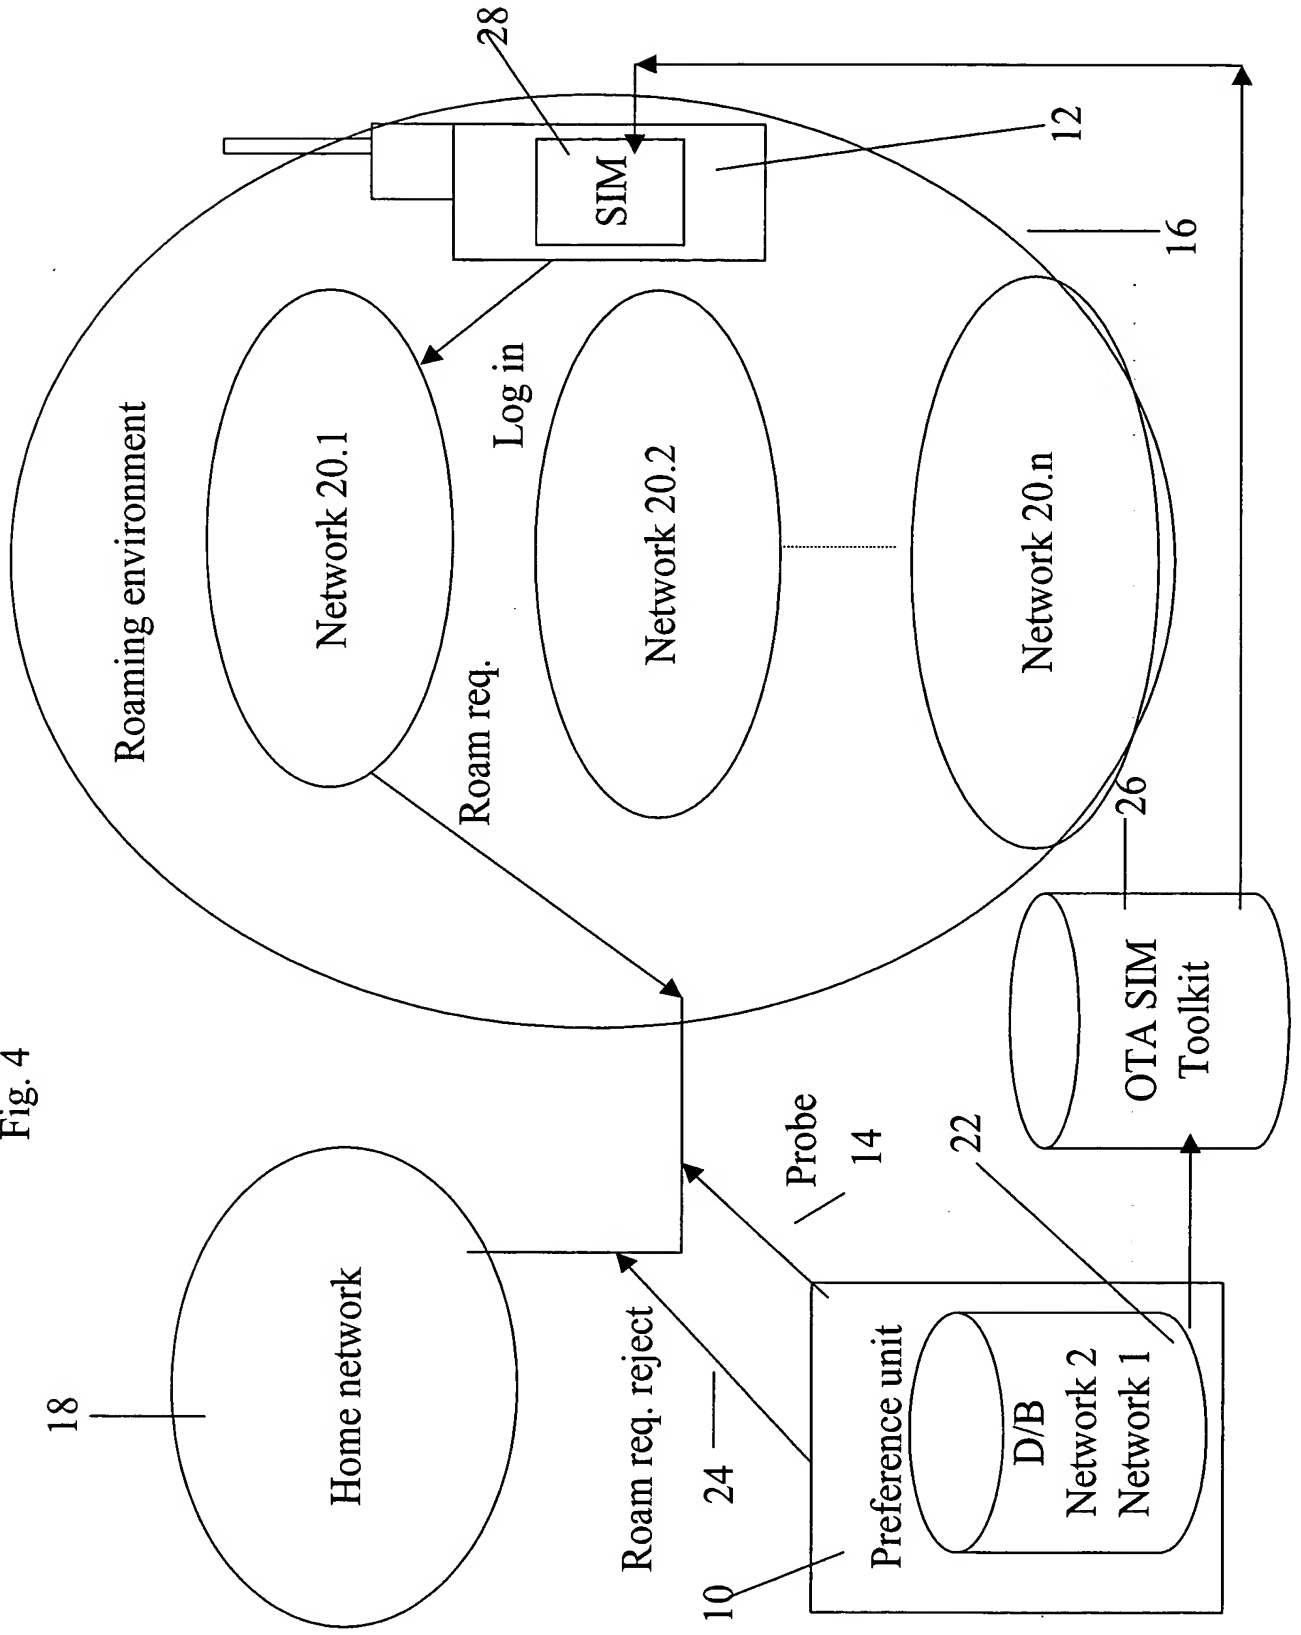 Fig. 4
18
Home network
Roaming environment
Network 20.1
Roam req.
Log in
28
SIM
Network 20.2
Roam req. reject
24
Probe
14
10
Preference unit
D/B
Network 2
Network 1
22
Network 20.n
12
16
26
OTA SIM
Toolkit